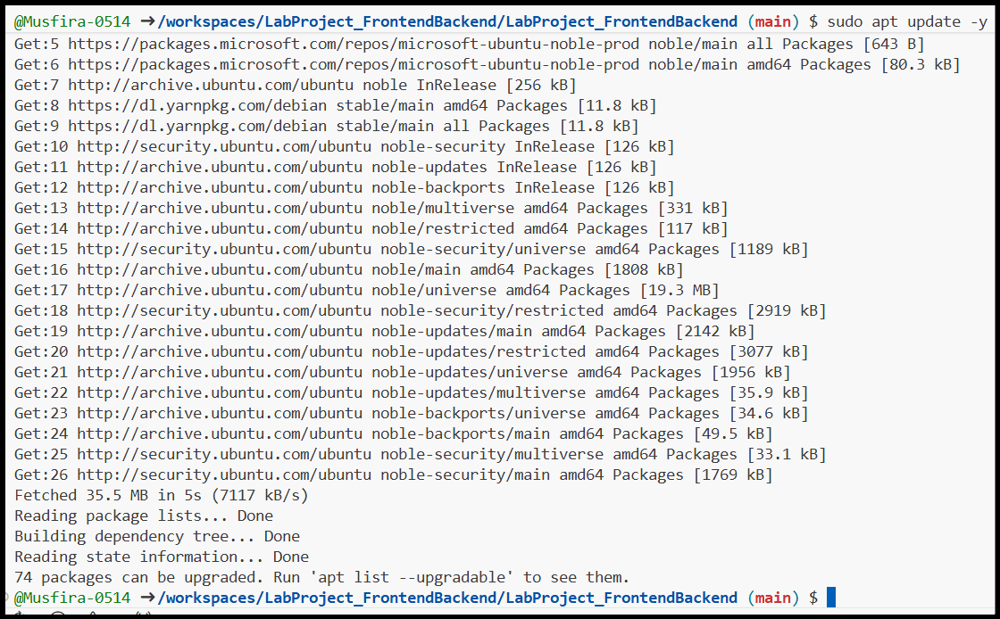 @Musfira-0514 ➜/workspaces/LabProject_FrontendBackend/LabProject_FrontendBackend (main) $ sudo apt update -y
Get:5 https://packages.microsoft.com/repos/microsoft-ubuntu-noble-prod noble/main all Packages [643 B]
Get:6 https://packages.microsoft.com/repos/microsoft-ubuntu-noble-prod noble/main amd64 Packages [80.3 kB]
Get:7 http://archive.ubuntu.com/ubuntu noble InRelease [256 kB]
Get:8 https://dl.yarnpkg.com/debian stable/main amd64 Packages [11.8 kB]
Get:9 https://dl.yarnpkg.com/debian stable/main all Packages [11.8 kB]
Get:10 http://security.ubuntu.com/ubuntu noble-security InRelease [126 kB]
Get:11 http://archive.ubuntu.com/ubuntu noble-updates InRelease [126 kB]
Get:12 http://archive.ubuntu.com/ubuntu noble-backports InRelease [126 kB]
Get:13 http://archive.ubuntu.com/ubuntu noble/multiverse amd64 Packages [331 kB]
Get:14 http://archive.ubuntu.com/ubuntu noble/restricted amd64 Packages [117 kB]
Get:15 http://security.ubuntu.com/ubuntu noble-security/universe amd64 Packages [1189 kB]
Get:16 http://archive.ubuntu.com/ubuntu noble/main amd64 Packages [1808 kB]
Get:17 http://archive.ubuntu.com/ubuntu noble/universe amd64 Packages [19.3 MB]
Get:18 http://security.ubuntu.com/ubuntu noble-security/restricted amd64 Packages [2919 kB]
Get:19 http://archive.ubuntu.com/ubuntu noble-updates/main amd64 Packages [2142 kB]
Get:20 http://archive.ubuntu.com/ubuntu noble-updates/restricted amd64 Packages [3077 kB]
Get:21 http://archive.ubuntu.com/ubuntu noble-updates/universe amd64 Packages [1956 kB]
Get:22 http://archive.ubuntu.com/ubuntu noble-updates/multiverse amd64 Packages [35.9 kB]
Get:23 http://archive.ubuntu.com/ubuntu noble-backports/universe amd64 Packages [34.6 kB]
Get:24 http://archive.ubuntu.com/ubuntu noble-backports/main amd64 Packages [49.5 kB]
Get:25 http://security.ubuntu.com/ubuntu noble-security/multiverse amd64 Packages [33.1 kB]
Get:26 http://security.ubuntu.com/ubuntu noble-security/main amd64 Packages [1769 kB]
Fetched 35.5 MB in 5s (7117 kB/s)
Reading package lists... Done
Building dependency tree... Done
Reading state information... Done
74 packages can be upgraded. Run 'apt list --upgradable' to see them.
@Musfira-0514 ➜/workspaces/LabProject_FrontendBackend/LabProject_FrontendBackend (main) $